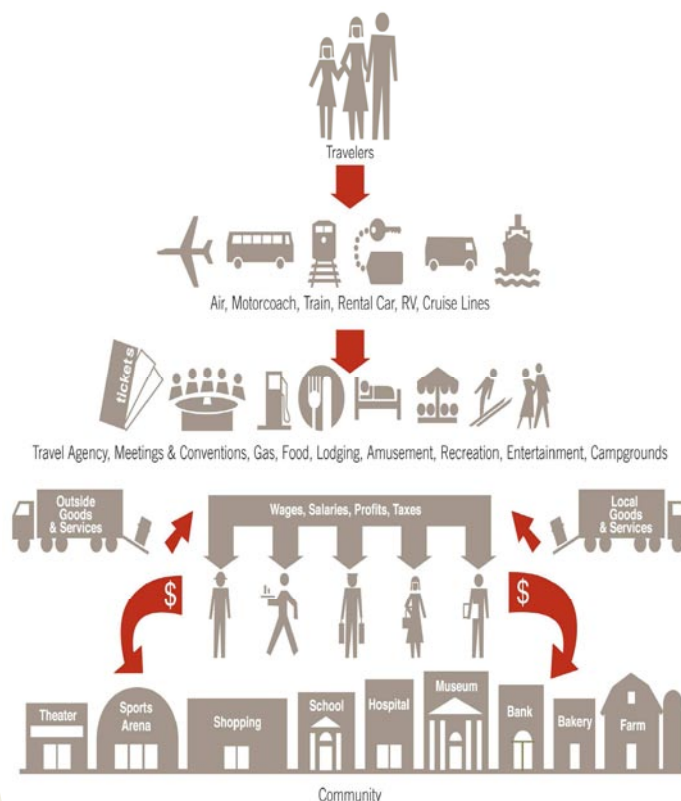 Travelers
Air, Motorcoach, Train, Rental Car, RV, Cruise Lines
tickets
Travel Agency, Meetings & Conventions, Gas, Food, Lodging, Amusement, Recreation, Entertainment, Campgrounds
Outside
Goods
& Services
Wages, Salaries, Profits, Taxes
Local
Goods
& Services
$
$
Theater
Sports
Arena
Shopping
School
Hospital
Museum
Bank
Bakery
Farm
Community